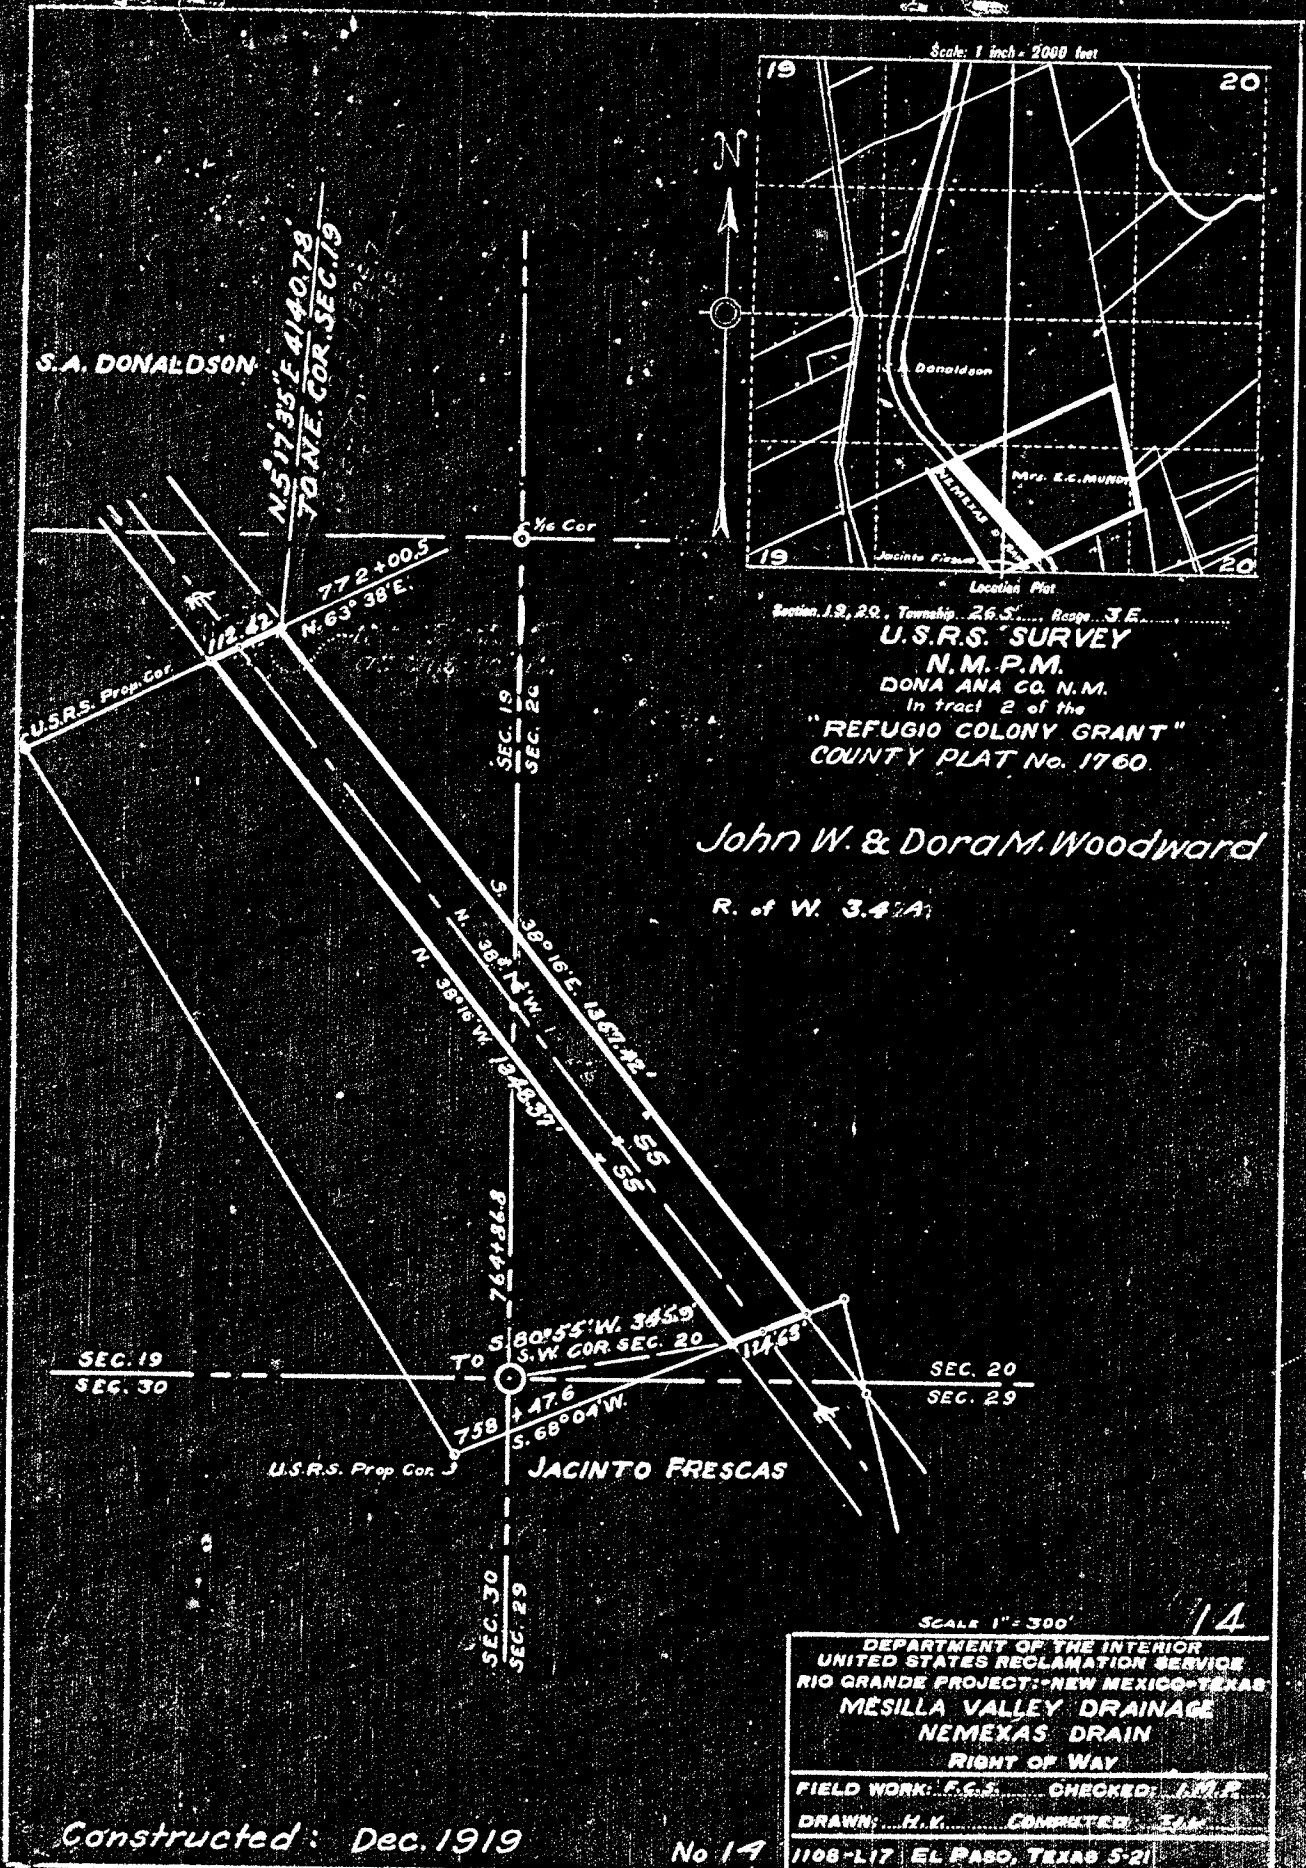 Scale: 1 inch = 2000 feet
19
20
N
S.A. Donaldson
Mrs. E.C. MUNDY
NEMEXAS
Jacinto
19
20
Location Plat
Section 19, 20. Township 26 S. Range 3 E.
U.S.R.S. SURVEY
N.M.P.M.
DONA ANA CO. N.M.
In tract 2 of the
"REFUGIO COLONY GRANT"
COUNTY PLAT No. 1760
John W. & Dora M. Woodward
R. of W. 3.4 A.
S.A. DONALDSON
N.5°17'35"E 4140.78'
TO N.E. COR. SEC. 19
1/16 Cor
772+00.5
N. 63° 38' E.
112.42
U.S.R.S. Prop. Cor.
SEC. 19
SEC. 20
S. 38° 16' E. 1367.42'
N. 38° 16' W.
N. 38° 16' W. 1348.37'
55
55
764+86.8
S. 80° 55' W. 345.9'
TO S.W. COR. SEC. 20
114.63'
SEC. 19
SEC. 30
SEC. 20
SEC. 29
758 + 47.6
S. 68° 04' W.
U.S.R.S. Prop Cor.
JACINTO FRESCAS
SEC. 30
SEC. 29
SCALE 1" = 300'
14
DEPARTMENT OF THE INTERIOR
UNITED STATES RECLAMATION SERVICE
RIO GRANDE PROJECT:-NEW MEXICO-TEXAS
MESILLA VALLEY DRAINAGE
NEMEXAS DRAIN
RIGHT OF WAY
FIELD WORK: F.C.S. CHECKED: I.M.P.
DRAWN: H.V. COMPUTED
1108-L17 EL PASO, TEXAS 5-21
Constructed: Dec. 1919
No 14